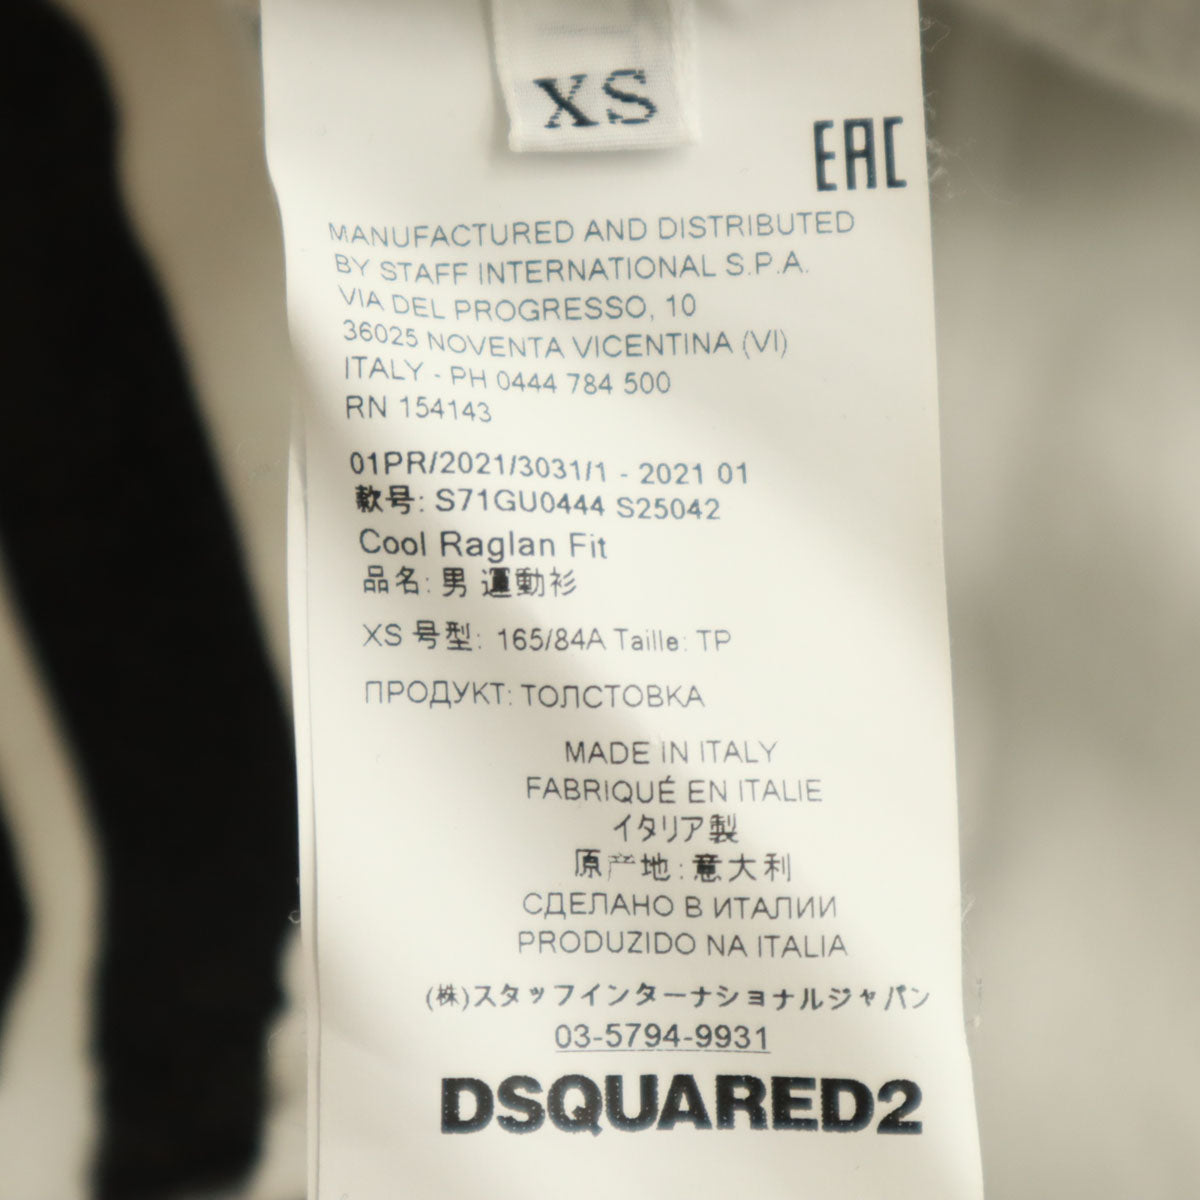 XS
EAC
MANUFACTURED AND DISTRIBUTED
BY STAFF INTERNATIONAL S.P.A.
VIA DEL PROGRESSO, 10
36025 NOVENTA VICENTINA (VI)
ITALY - PH 0444 784 500
RN 154143
01PR/2021/3031/1 - 2021 01
款号: S71GU0444 S25042
Cool Raglan Fit
品名: 男 運動衫
XS 号型: 165/84A Taille: TP
ПРОДУКТ: ТОЛСТОВКА
MADE IN ITALY
FABRIQUÉ EN ITALIE
イタリア製
原产地: 意大利
СДЕЛАНО В ИТАЛИИ
PRODUZIDO NA ITALIA
(株)スタッフインターナショナルジャパン
03-5794-9931
DSQUARED2